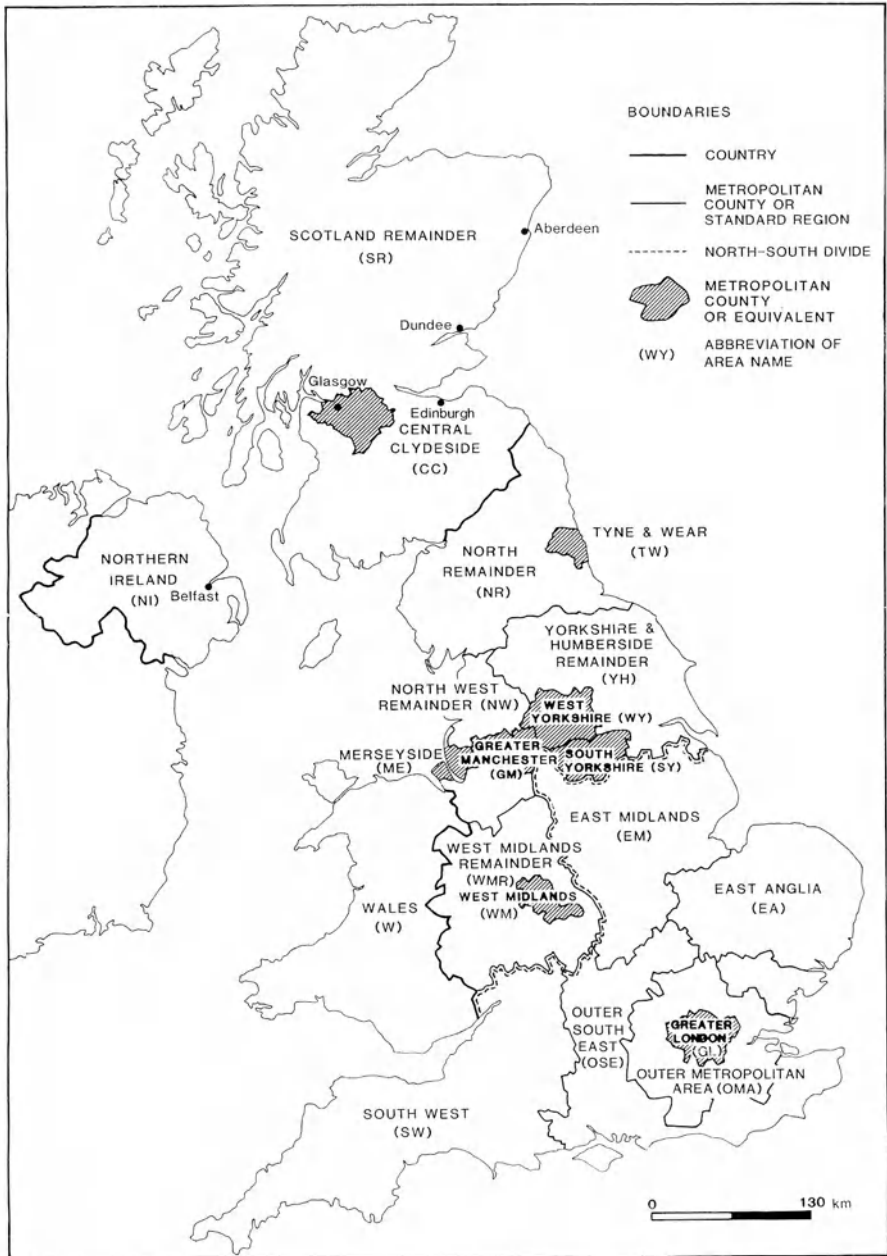 BOUNDARIES
COUNTRY
METROPOLITAN
COUNTY OR
STANDARD REGION
NORTH-SOUTH DIVIDE
METROPOLITAN
COUNTY
OR EQUIVALENT
(WY)
ABBREVIATION OF
AREA NAME
SCOTLAND REMAINDER
(SR)
Aberdeen
Dundee
Glasgow
Edinburgh
CENTRAL
CLYDESIDE
(CC)
TYNE & WEAR
(TW)
NORTHERN
IRELAND
(NI)
Belfast
NORTH
REMAINDER
(NR)
YORKSHIRE &
HUMBERSIDE
REMAINDER
(YH)
NORTH WEST
REMAINDER (NW)
WEST
YORKSHIRE (WY)
MERSEYSIDE
(ME)
GREATER
MANCHESTER
(GM)
SOUTH
YORKSHIRE (SY)
EAST MIDLANDS
(EM)
WEST MIDLANDS
REMAINDER
(WMR)
WEST MIDLANDS
(WM)
EAST ANGLIA
(EA)
WALES
(W)
OUTER
SOUTH
EAST
(OSE)
GREATER
LONDON
(GL)
OUTER METROPOLITAN
AREA (OMA)
SOUTH WEST
(SW)
0 130 km